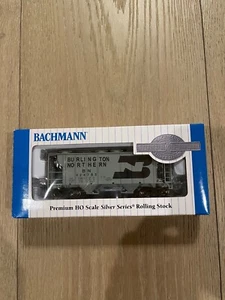 BACHMANN
BURLINGTON
NORTHERN
BN
Premium HO Scale Silver Series® Rolling Stock